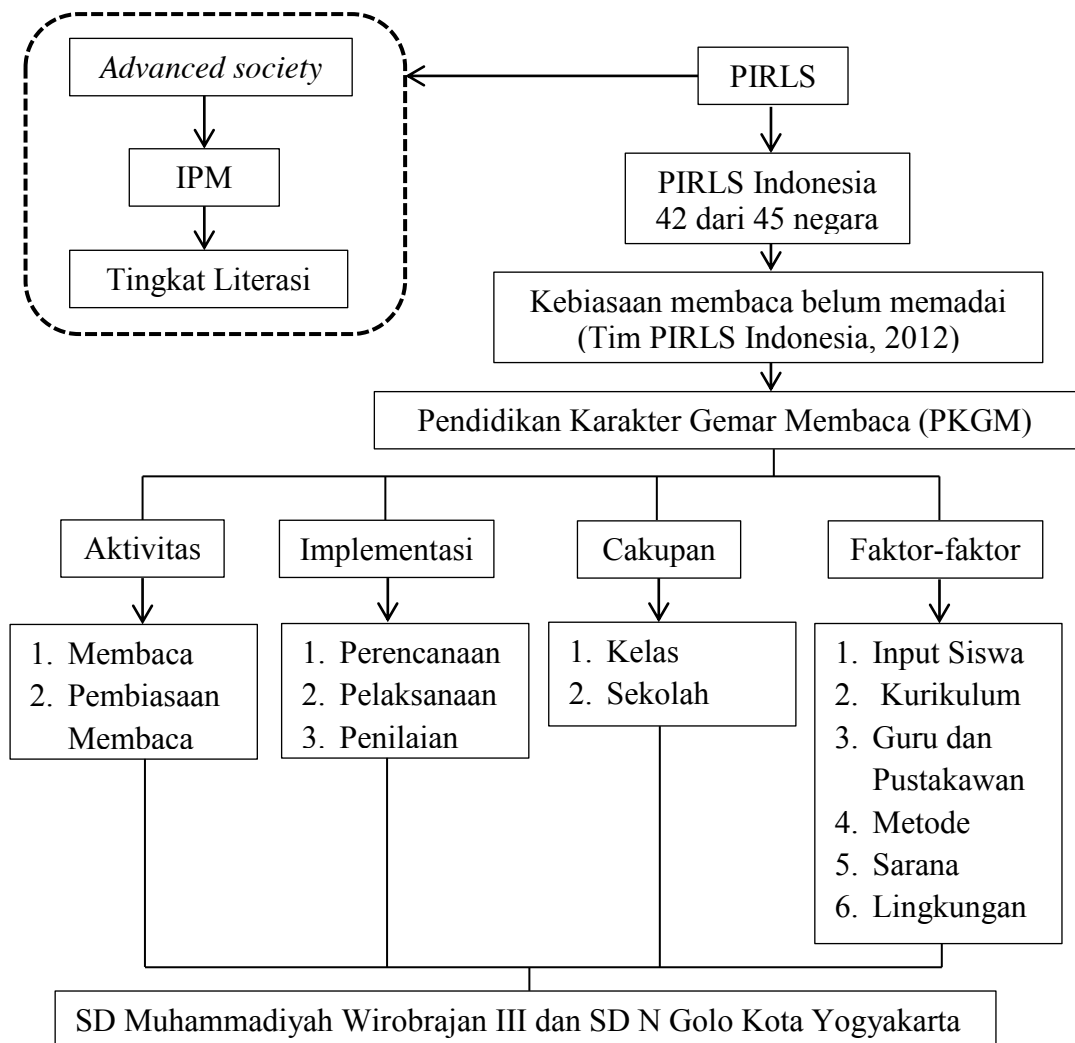 Advanced society
PIRLS
IPM
PIRLS Indonesia
42 dari 45 negara
Tingkat Literasi
Kebiasaan membaca belum memadai
(Tim PIRLS Indonesia, 2012)
Pendidikan Karakter Gemar Membaca (PKGM)
Aktivitas
Implementasi
Cakupan
Faktor-faktor
1. Membaca
2. Pembiasaan
Membaca
1. Perencanaan
2. Pelaksanaan
3. Penilaian
1. Kelas
2. Sekolah
1. Input Siswa
2. Kurikulum
3. Guru dan
Pustakawan
4. Metode
5. Sarana
6. Lingkungan
SD Muhammadiyah Wirobrajan III dan SD N Golo Kota Yogyakarta